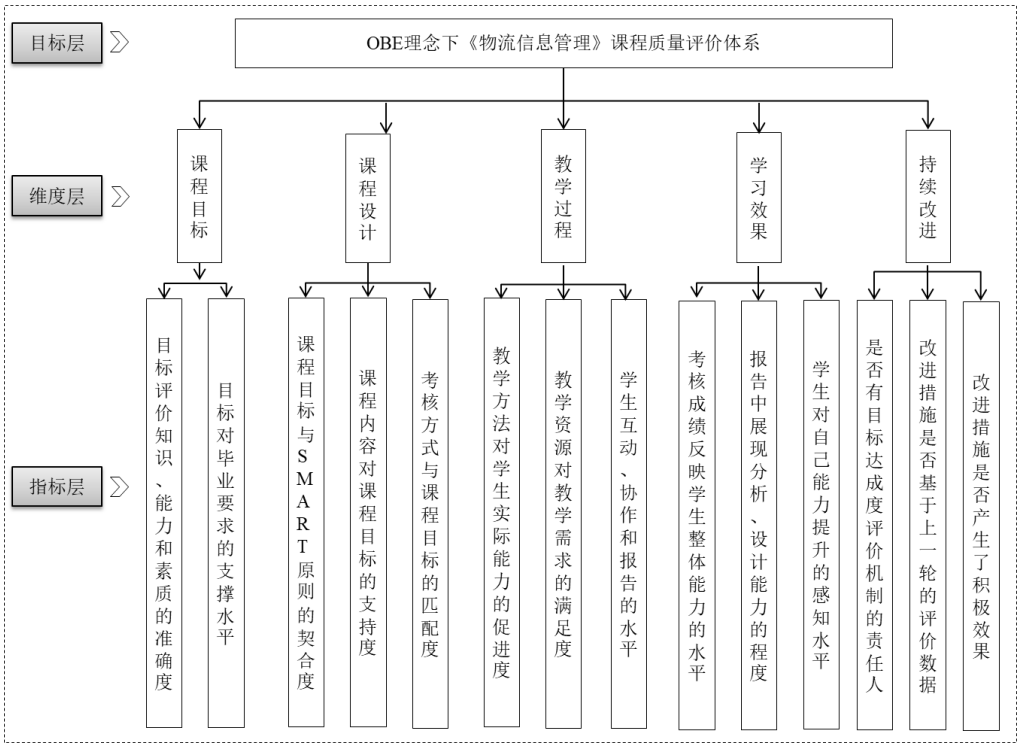 目标层
OBE理念下《物流信息管理》课程质量评价体系
维度层
课程目标
课程设计
教学过程
学习效果
持续改进
指标层
目标评价知识、能力和素质的准确度
目标对毕业要求的支撑水平
课程目标与SMART原则的契合度
课程内容对课程目标的支持度
考核方式与课程目标的匹配度
教学方法对学生实际能力的促进度
教学资源对教学需求的满足度
学生互动、协作和报告的水平
考核成绩反映学生整体能力的水平
报告中展现分析、设计能力的程度
学生对自己能力提升的感知水平
是否有目标达成度评价机制的责任人
改进措施是否基于上一轮的评价数据
改进措施是否产生了积极效果